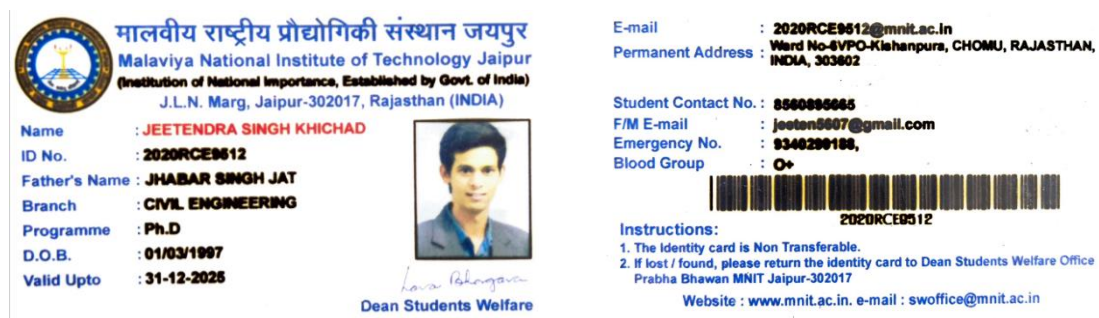 मालवीय राष्ट्रीय प्रौद्योगिकी संस्थान जयपुर
Malaviya National Institute of Technology Jaipur
(Institution of National Importance, Established by Govt. of India)
J.L.N. Marg, Jaipur-302017, Rajasthan (INDIA)
Name : JEETENDRA SINGH KHICHAD
ID No. : 2020RCE9512
Father's Name : JHABAR SINGH JAT
Branch : CIVIL ENGINEERING
Programme : Ph.D
D.O.B. : 01/03/1997
Valid Upto : 31-12-2025
Dean Students Welfare
E-mail : 2020RCE9512@mnit.ac.in
Permanent Address : Ward No-6VPO-Kishanpura, CHOMU, RAJASTHAN,
INDIA, 303602
Student Contact No. : 8560895665
F/M E-mail : jeeten5607@gmail.com
Emergency No. : 9340299188,
Blood Group : O+
2020RCE9512
Instructions:
1. The Identity card is Non Transferable.
2. If lost / found, please return the identity card to Dean Students Welfare Office
Prabha Bhawan MNIT Jaipur-302017
Website : www.mnit.ac.in. e-mail : swoffice@mnit.ac.in